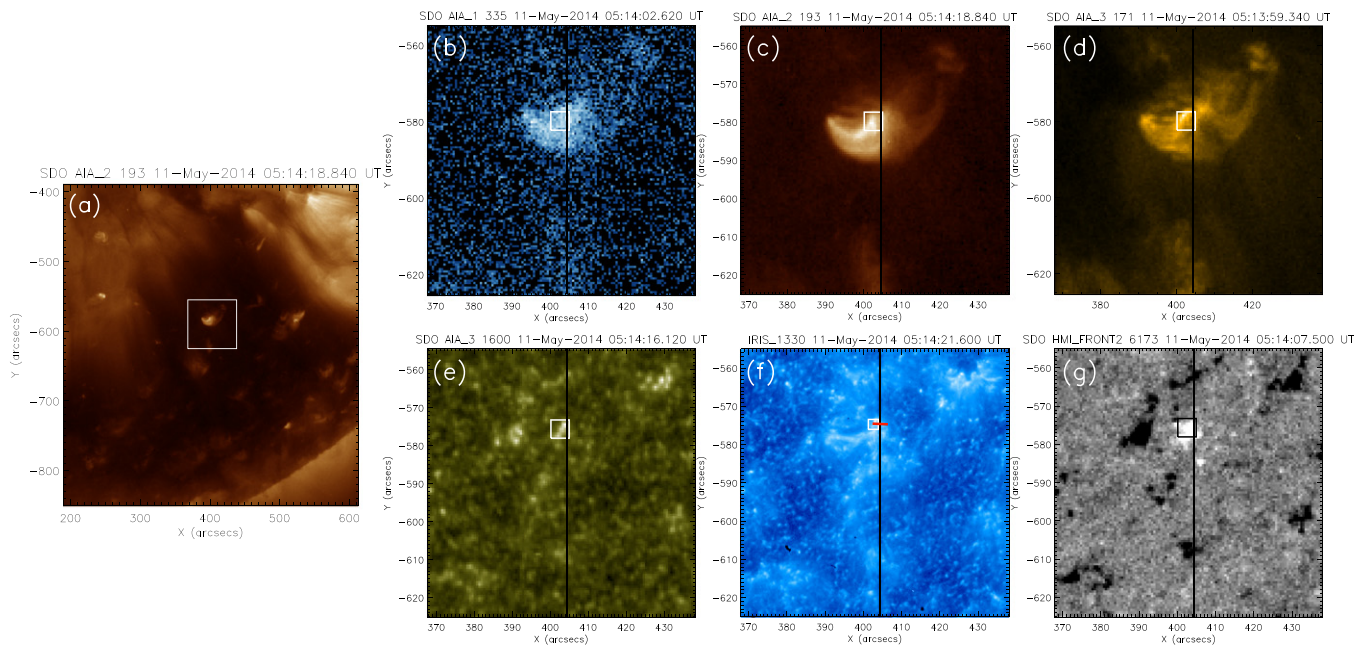 SDO AIA_1 335 11-May-2014 05:14:02.620 UT
(b)
−560
−580
−600
−620
Y (arcsecs)
370 380 390 400 410 420 430
X (arcsecs)
SDO AIA_2 193 11-May-2014 05:14:18.840 UT
(c)
−560
−580
−600
−620
Y (arcsecs)
370 380 390 400 410 420 430
X (arcsecs)
SDO AIA_3 171 11-May-2014 05:13:59.340 UT
(d)
−560
−580
−600
−620
Y (arcsecs)
380 400 420
X (arcsecs)
SDO AIA_2 193 11-May-2014 05:14:18.840 UT
(a)
−400
−500
−600
−700
−800
Y (arcsecs)
200 300 400 500 600
X (arcsecs)
SDO AIA_3 1600 11-May-2014 05:14:16.120 UT
(e)
−560
−570
−580
−590
−600
−610
−620
Y (arcsecs)
370 380 390 400 410 420 430
X (arcsecs)
IRIS_1330 11-May-2014 05:14:21.600 UT
(f)
−560
−570
−580
−590
−600
−610
−620
Y (arcsecs)
370 380 390 400 410 420 430
X (arcsecs)
SDO HMI_FRONT2 6173 11-May-2014 05:14:07.500 UT
(g)
−560
−570
−580
−590
−600
−610
−620
Y (arcsecs)
370 380 390 400 410 420 430
X (arcsecs)